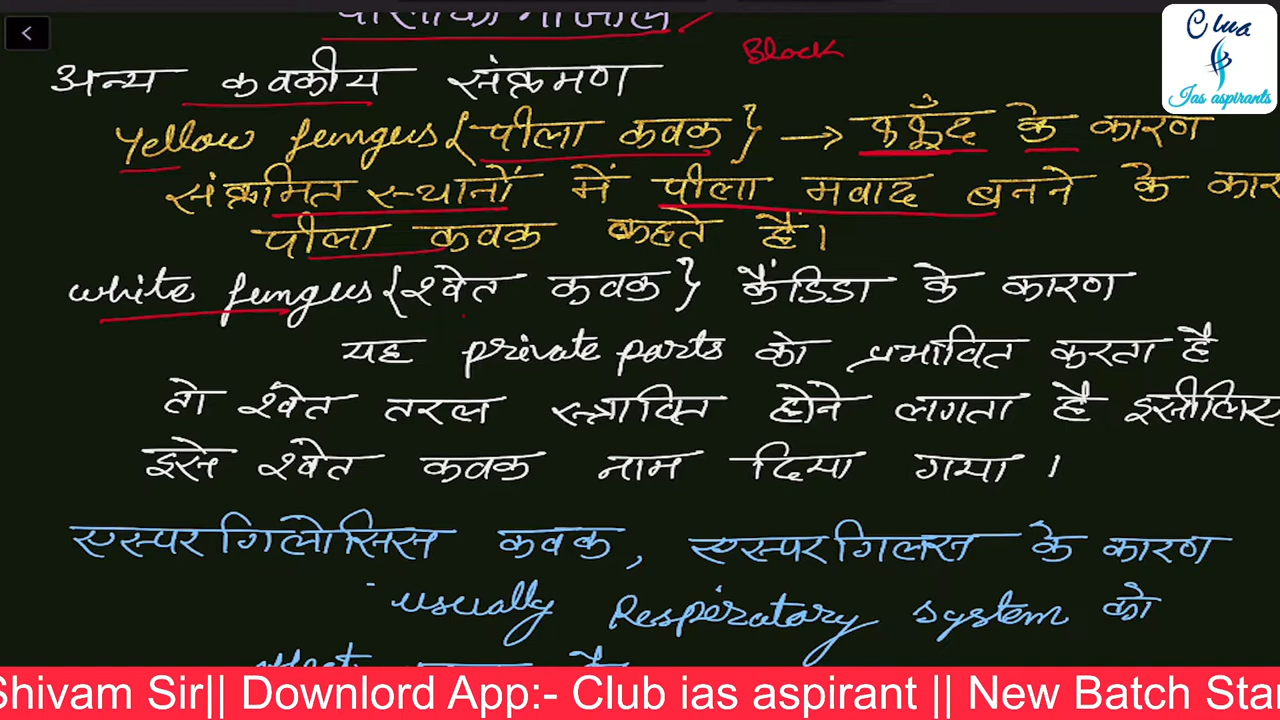 Block
Clua
Ias aspirants
अन्य कवकीय संक्रमण
Yellow fungus {पीला कवक} → फफूँद के कारण
संक्रमित स्थानों में पीला मवाद बनने के कार
पीला कवक कहते हैं।
white fungus {श्वेत कवक} कैंडिडा के कारण
यह private parts को प्रभावित करता है
तो श्वेत तरल स्त्रावित होने लगता है इसीलिए
इसे श्वेत कवक नाम दिया गया ।
एस्परगिलोसिस कवक, एस्परगिलस के कारण
usually Respiratory system को
Shivam Sir|| Downlord App:- Club ias aspirant || New Batch Sta